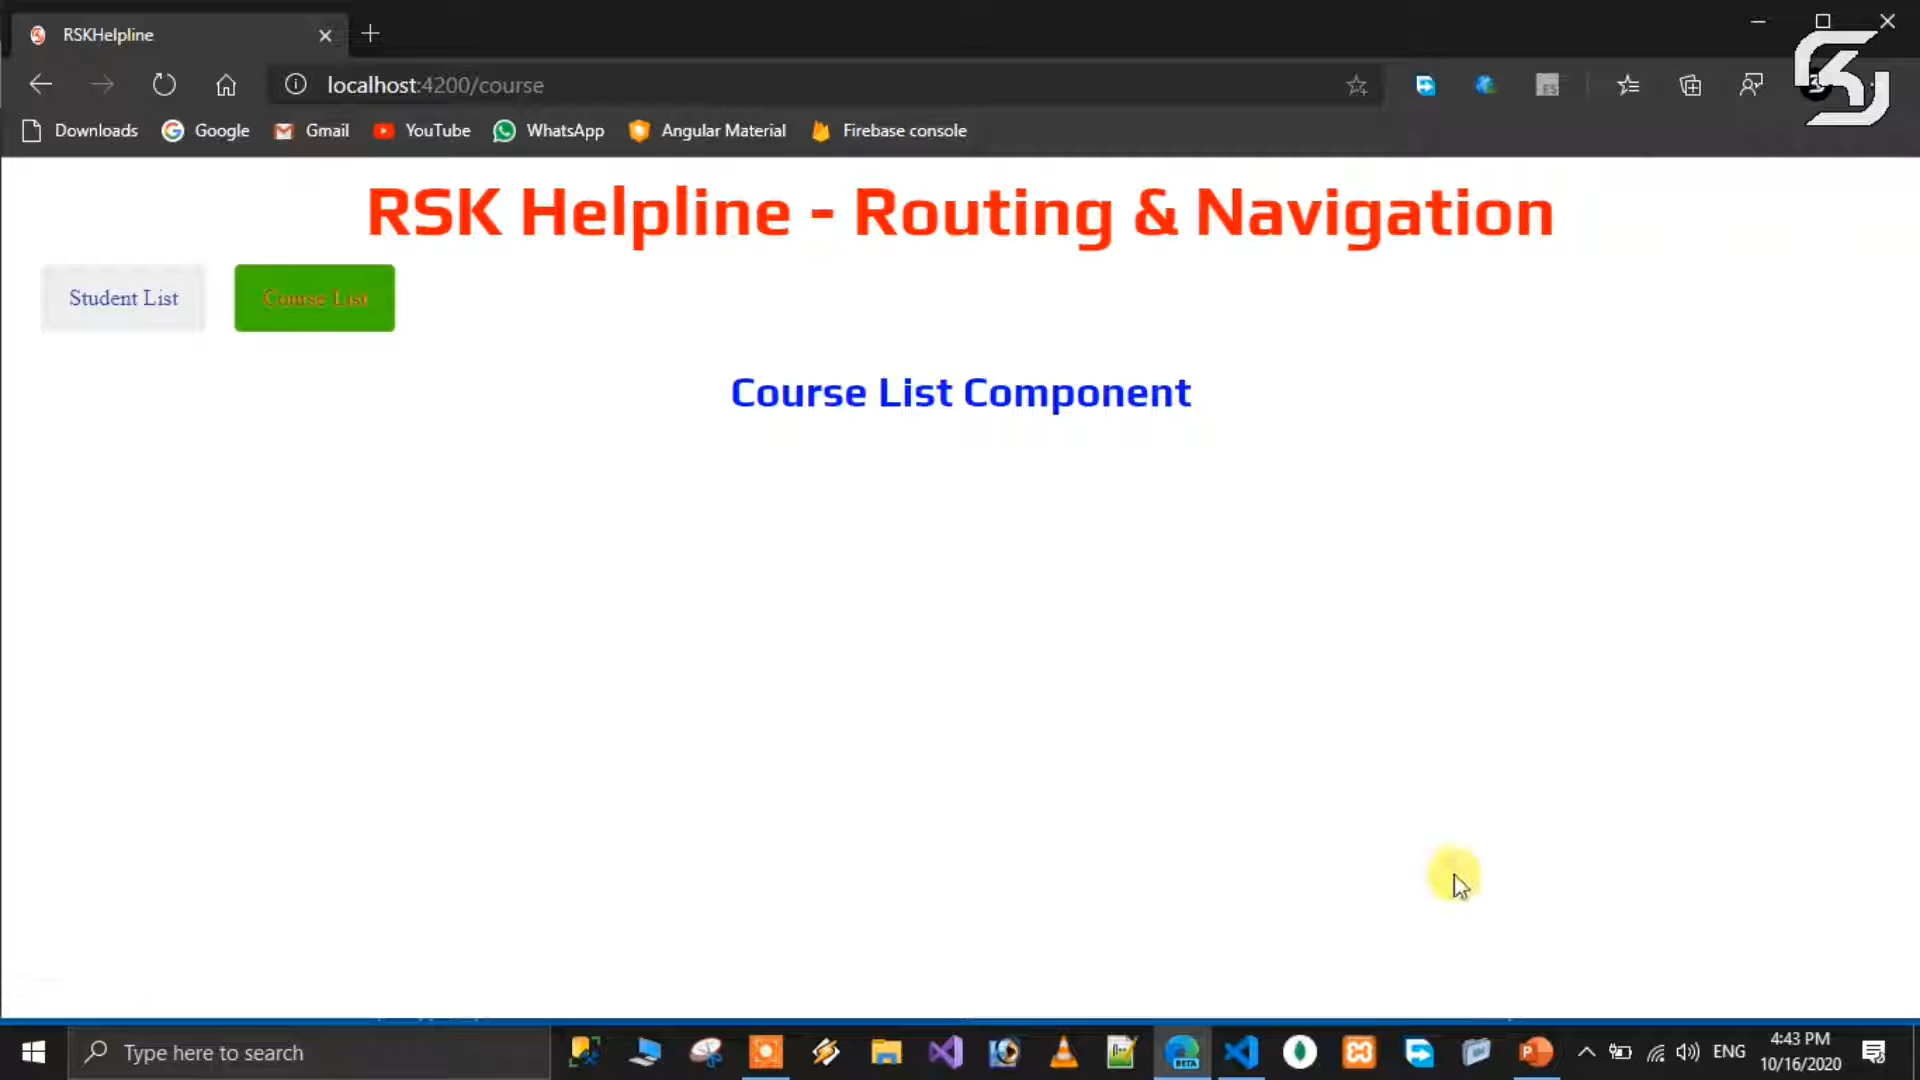 RSKHelpline
localhost:4200/course
Downloads Google Gmail YouTube WhatsApp Angular Material Firebase console
RSK Helpline - Routing & Navigation
Student List Course List
Course List Component
Type here to search
BETA
ENG
4:43 PM
10/16/2020